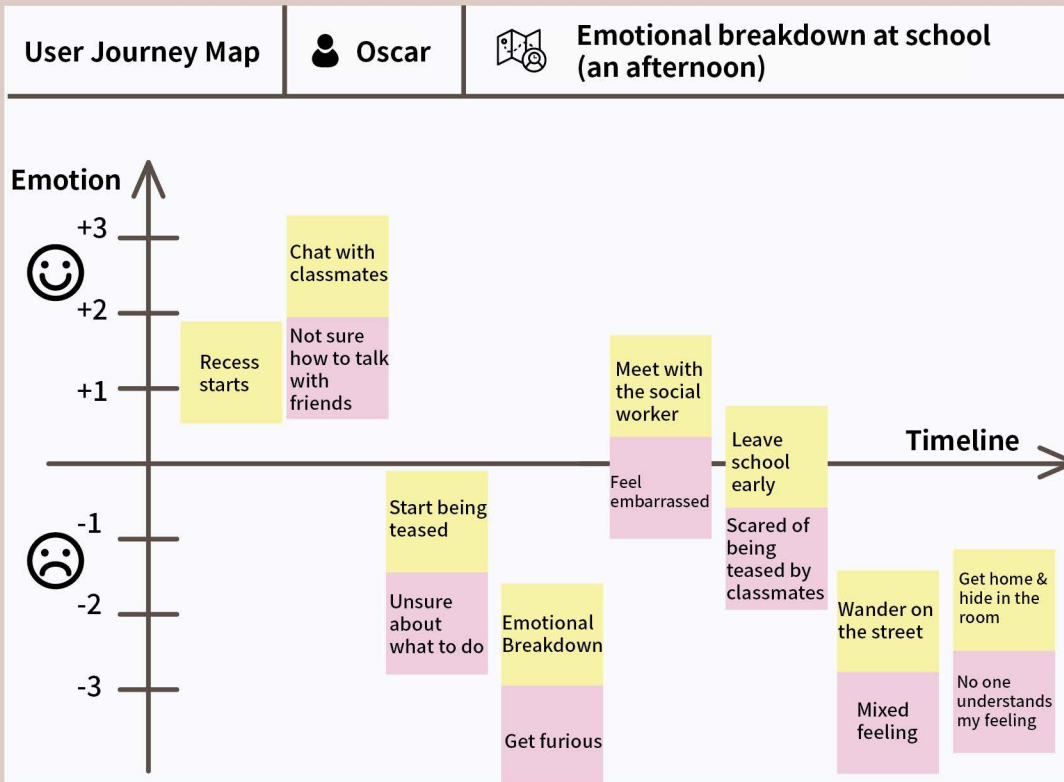 User Journey Map
Oscar
Emotional breakdown at school
(an afternoon)
Emotion
+3
+2
+1
-1
-2
-3
Timeline
Recess
starts
Chat with
classmates
Not sure
how to talk
with
friends
Start being
teased
Unsure
about
what to do
Emotional
Breakdown
Get furious
Meet with
the social
worker
Feel
embarrassed
Leave
school
early
Scared of
being
teased by
classmates
Wander on
the street
Mixed
feeling
Get home &
hide in the
room
No one
understands
my feeling